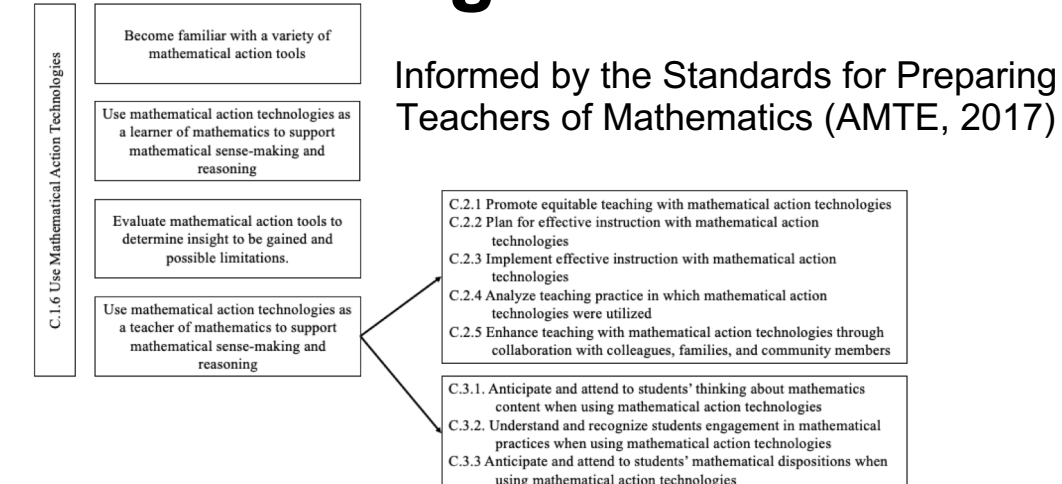 C.1.6 Use Mathematical Action Technologies
Become familiar with a variety of
mathematical action tools
Use mathematical action technologies as
a learner of mathematics to support
mathematical sense-making and
reasoning
Evaluate mathematical action tools to
determine insight to be gained and
possible limitations.
Use mathematical action technologies as
a teacher of mathematics to support
mathematical sense-making and
reasoning
Informed by the Standards for Preparing
Teachers of Mathematics (AMTE, 2017)
C.2.1 Promote equitable teaching with mathematical action technologies
C.2.2 Plan for effective instruction with mathematical action
technologies
C.2.3 Implement effective instruction with mathematical action
technologies
C.2.4 Analyze teaching practice in which mathematical action
technologies were utilized
C.2.5 Enhance teaching with mathematical action technologies through
collaboration with colleagues, families, and community members
C.3.1. Anticipate and attend to students' thinking about mathematics
content when using mathematical action technologies
C.3.2. Understand and recognize students engagement in mathematical
practices when using mathematical action technologies
C.3.3 Anticipate and attend to students' mathematical dispositions when
using mathematical action technologies